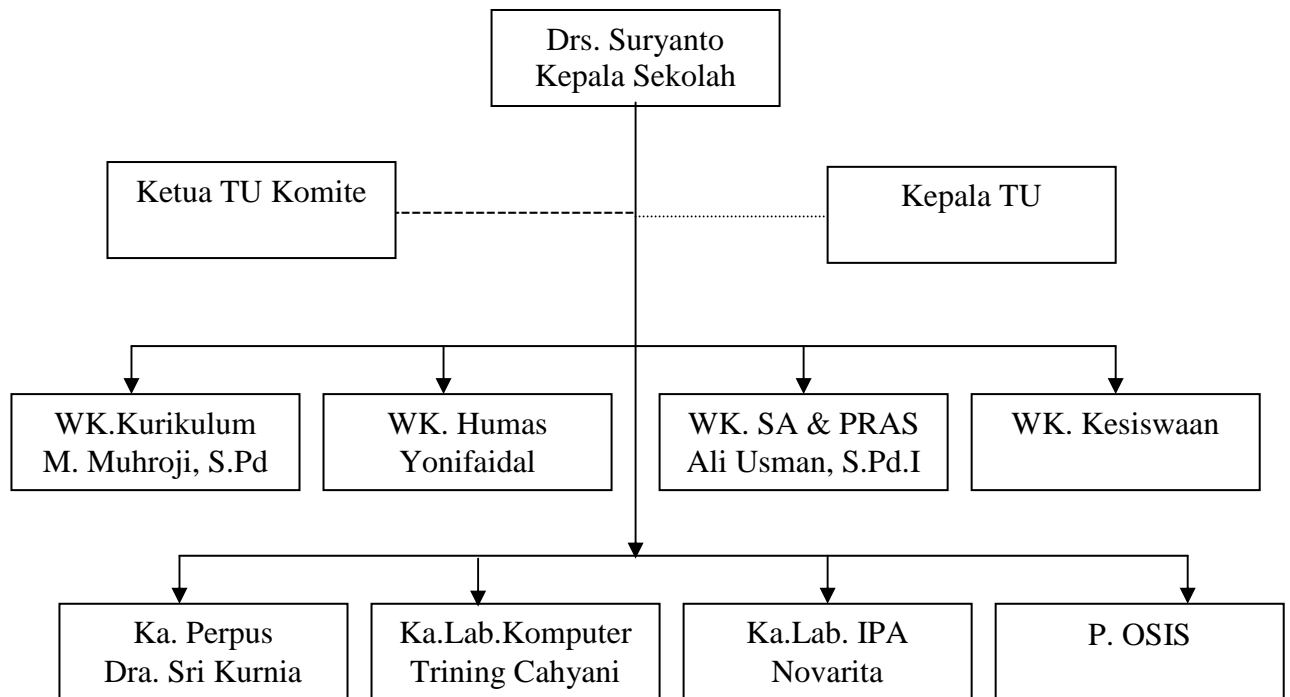 Drs. Suryanto
Kepala Sekolah
Ketua TU Komite
Kepala TU
WK.Kurikulum
M. Muhroji, S.Pd
WK. Humas
Yonifaidal
WK. SA & PRAS
Ali Usman, S.Pd.I
WK. Kesiswaan
Ka. Perpus
Dra. Sri Kurnia
Ka.Lab.Komputer
Trining Cahyani
Ka.Lab. IPA
Novarita
P. OSIS